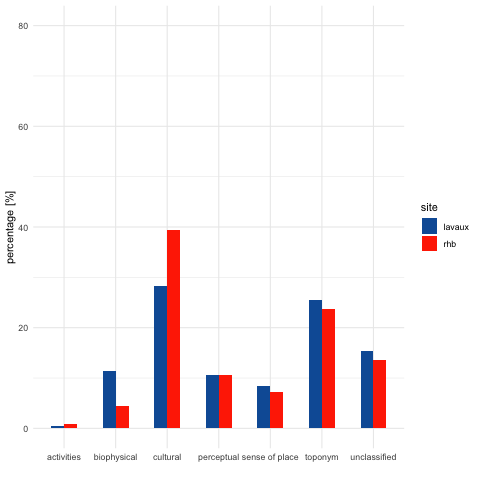 80
60
40
20
0
percentage [%]
activities biophysical cultural perceptual sense of place toponym unclassified
site
lavaux
rhb